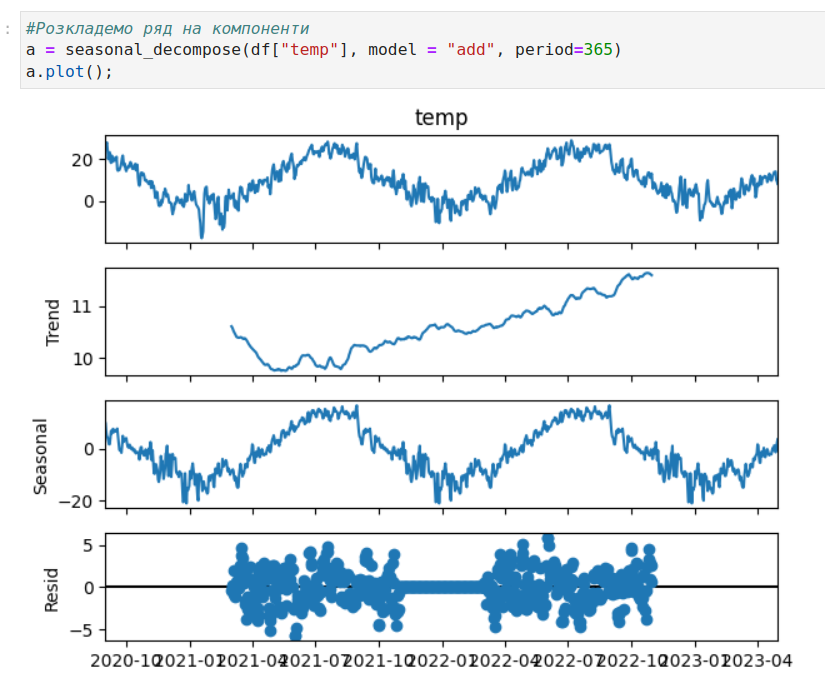 :
#Розкладемо ряд на компоненти
a = seasonal_decompose(df["temp"], model = "add", period=365)
a.plot();
temp
20
0
Trend
11
10
Seasonal
0
−20
Resid
5
0
−5
2020-10 2021-01 2021-04 2021-07 2021-10 2022-01 2022-04 2022-07 2022-10 2023-01 2023-04